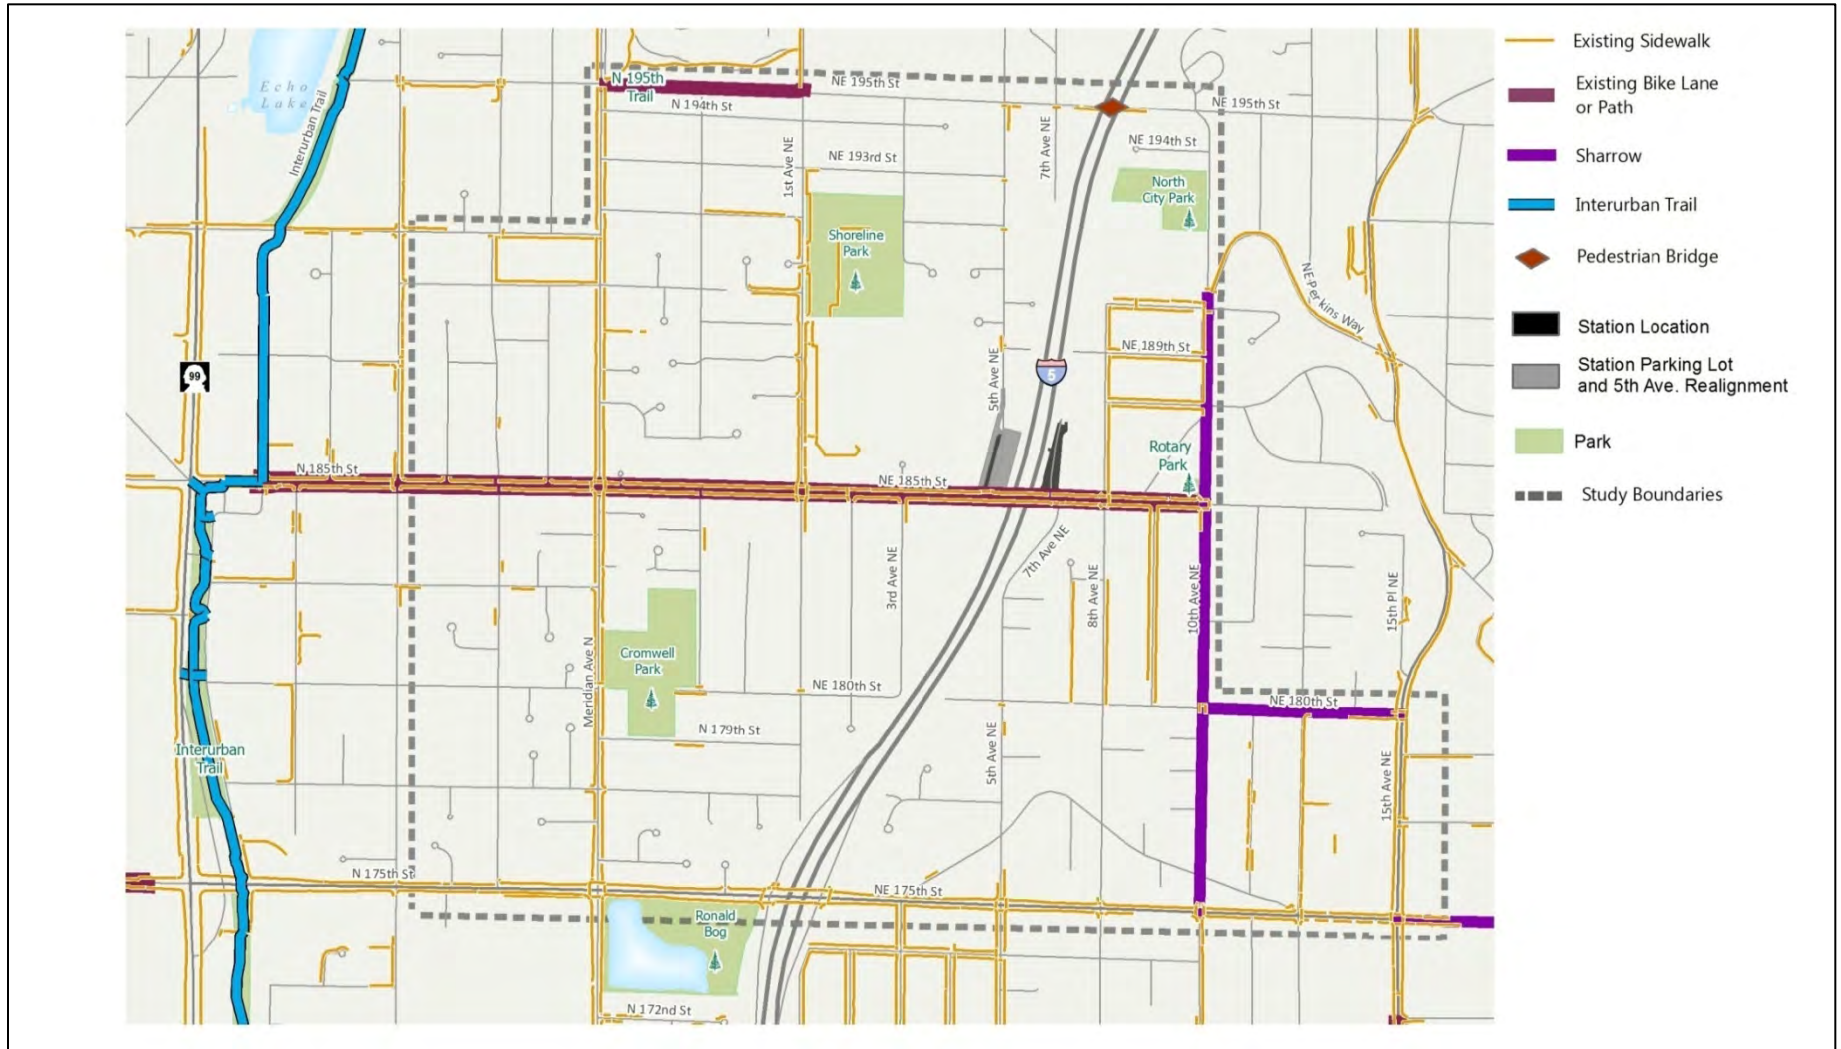 Echo
Lake
Interurban Trail
N 195th
Trail
N 194th St
NE 195th St
NE 195th St
7th Ave NE
NE 194th St
1st Ave NE
NE 193rd St
North
City Park
Shoreline
Park
NE Perkins Way
99
5
NE 189th St
5th Ave NE
Rotary
Park
N 185th St
NE 185th St
7th Ave NE
3rd Ave NE
8th Ave NE
10th Ave NE
15th Pl NE
Cromwell
Park
Meridian Ave N
NE 180th St
NE 180th St
N 179th St
Interurban
Trail
5th Ave NE
15th Ave NE
N 175th St
NE 175th St
Ronald
Bog
N 172nd St
Existing Sidewalk
Existing Bike Lane
or Path
Sharrow
Interurban Trail
Pedestrian Bridge
Station Location
Station Parking Lot
and 5th Ave. Realignment
Park
Study Boundaries